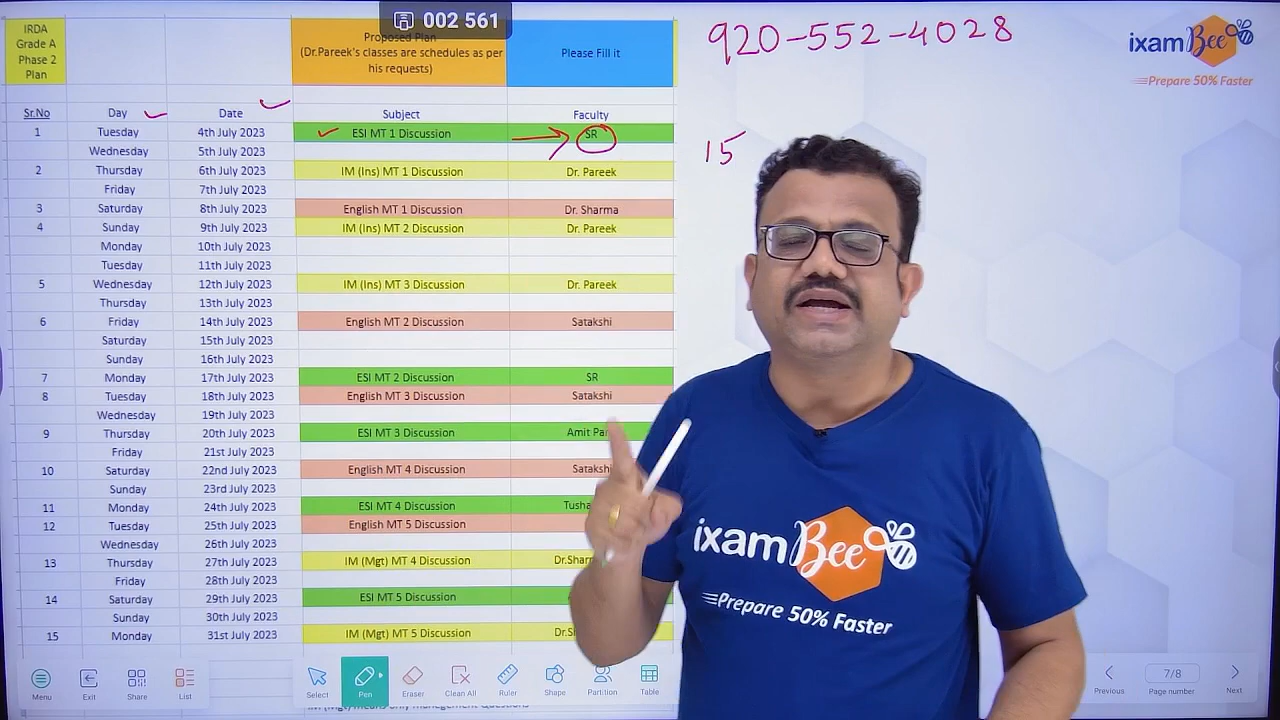 002 561
IRDA
Grade A
Phase 2
Plan
Proposed Plan
(Dr.Pareek's classes are schedules as per
his requests)
Please Fill it
920-552-4028
ixamBee
Prepare 50% Faster
Sr.No Day Date Subject Faculty
1 Tuesday 4th July 2023 ESI MT 1 Discussion SR
15
Wednesday 5th July 2023
2 Thursday 6th July 2023 IM (Ins) MT 1 Discussion Dr. Pareek
Friday 7th July 2023
3 Saturday 8th July 2023 English MT 1 Discussion Dr. Sharma
4 Sunday 9th July 2023 IM (Ins) MT 2 Discussion Dr. Pareek
Monday 10th July 2023
Tuesday 11th July 2023
5 Wednesday 12th July 2023 IM (Ins) MT 3 Discussion Dr. Pareek
Thursday 13th July 2023
6 Friday 14th July 2023 English MT 2 Discussion Satakshi
Saturday 15th July 2023
Sunday 16th July 2023
7 Monday 17th July 2023 ESI MT 2 Discussion SR
8 Tuesday 18th July 2023 English MT 3 Discussion Satakshi
Wednesday 19th July 2023
9 Thursday 20th July 2023 ESI MT 3 Discussion Amit
Friday 21st July 2023
10 Saturday 22nd July 2023 English MT 4 Discussion Satakshi
Sunday 23rd July 2023
11 Monday 24th July 2023 ESI MT 4 Discussion
12 Tuesday 25th July 2023 English MT 5 Discussion
Wednesday 26th July 2023
13 Thursday 27th July 2023 IM (Mgt) MT 4 Discussion
Friday 28th July 2023
14 Saturday 29th July 2023 ESI MT 5 Discussion
Sunday 30th July 2023
15 Monday 31st July 2023 IM (Mgt) MT 5 Discussion
ixamBee
Prepare 50% Faster
Menu Exit Share List Select Pen Eraser Clean All Ruler Shape Partition Table Previous 7/8 Page number Next